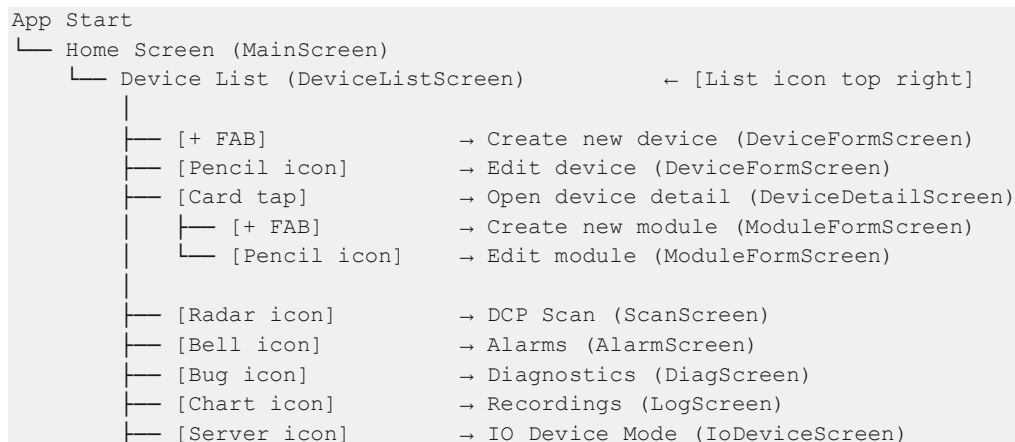 App Start
└── Home Screen (MainScreen)
    └── Device List (DeviceListScreen)          ← [List icon top right]
        │
        ├── [+ FAB]              → Create new device (DeviceFormScreen)
        ├── [Pencil icon]        → Edit device (DeviceFormScreen)
        ├── [Card tap]           → Open device detail (DeviceDetailScreen)
        │   ├── [+ FAB]          → Create new module (ModuleFormScreen)
        │   └── [Pencil icon]    → Edit module (ModuleFormScreen)
        │
        ├── [Radar icon]         → DCP Scan (ScanScreen)
        ├── [Bell icon]          → Alarms (AlarmScreen)
        ├── [Bug icon]           → Diagnostics (DiagScreen)
        ├── [Chart icon]         → Recordings (LogScreen)
        ├── [Server icon]        → IO Device Mode (IoDeviceScreen)